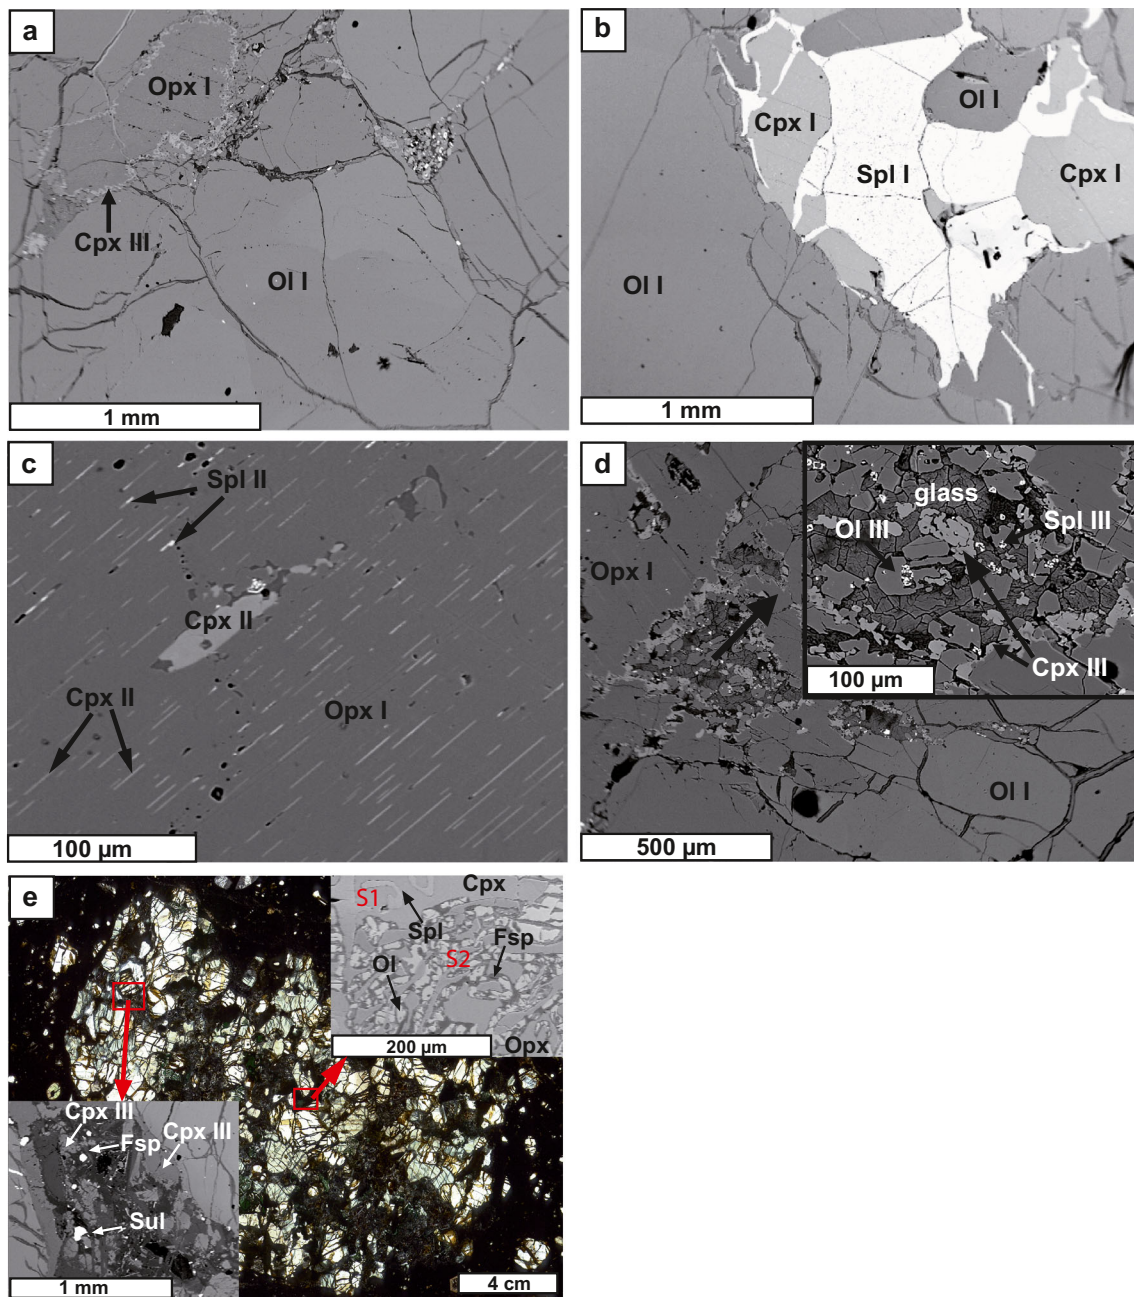 a
Opx I
Cpx III
Ol I
1 mm
b
Ol I
Cpx I
Spl I
Cpx I
Ol I
1 mm
c
Spl II
Cpx II
Cpx II
Opx I
100 µm
d
glass
Ol III
Spl III
Opx I
Cpx III
100 µm
Ol I
500 µm
e
Cpx
S1
Spl
Fsp
S2
Ol
200 µm
Opx
Cpx III
Cpx III
Fsp
Sul
1 mm
4 cm